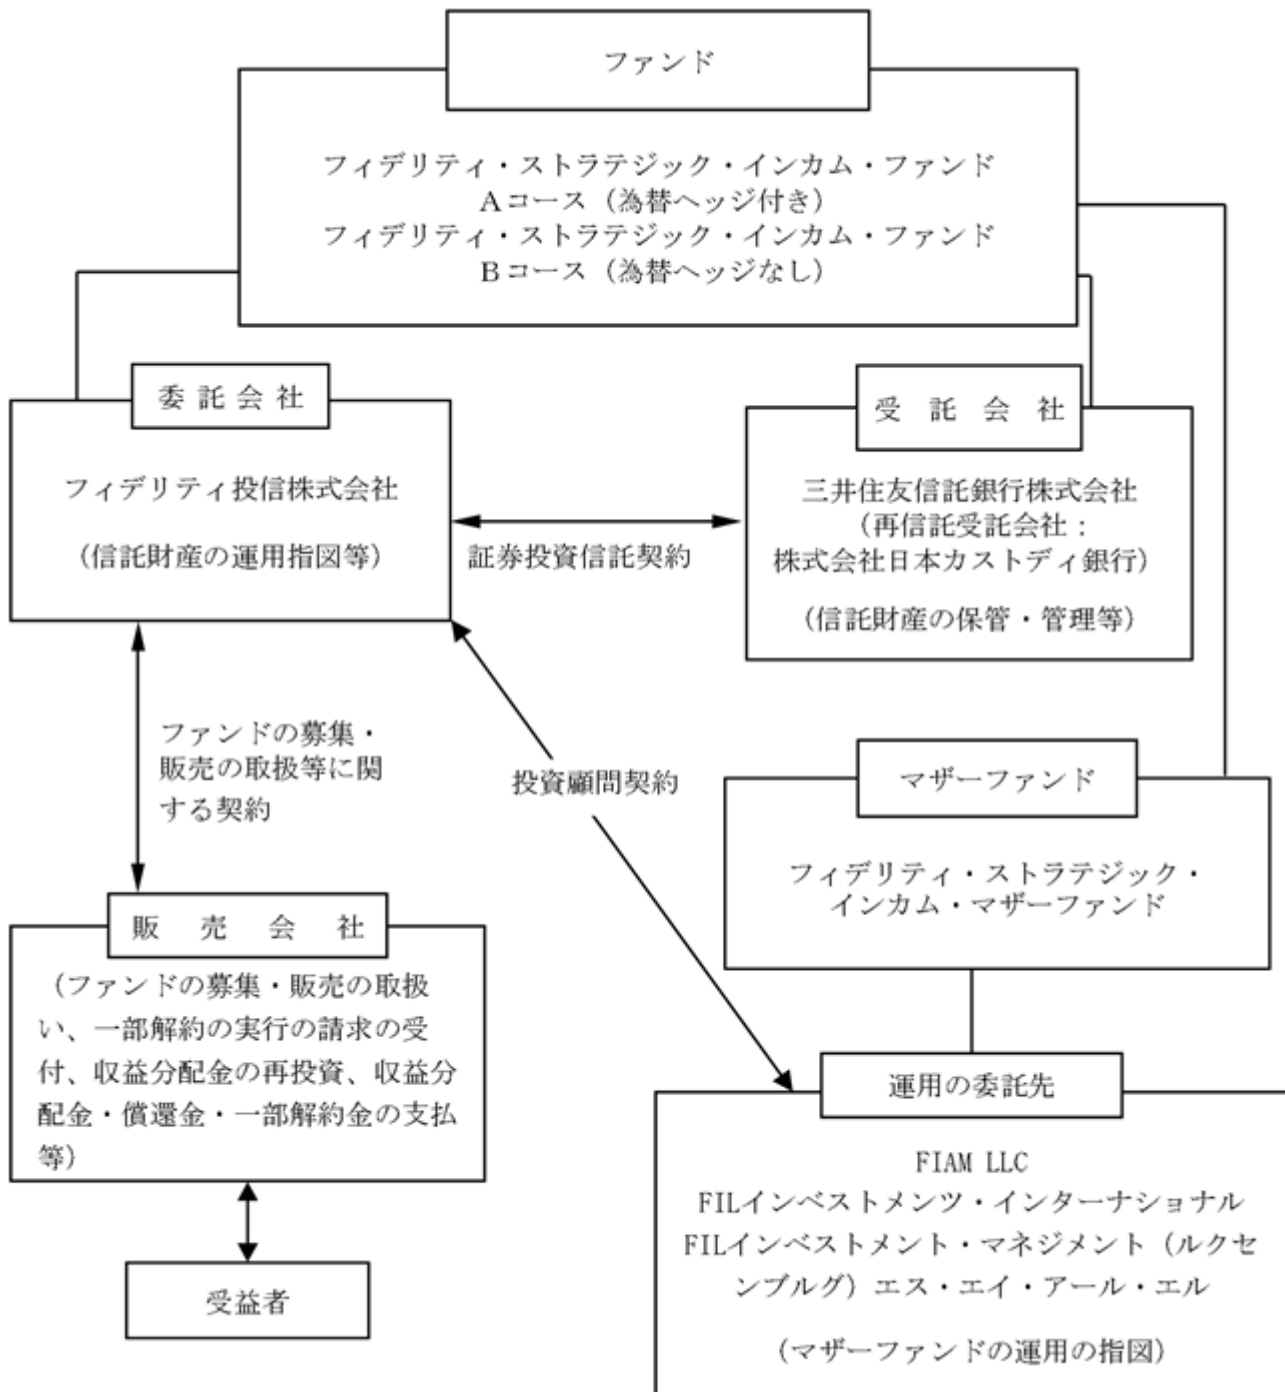 ファンド
フィデリティ・ストラテジック・インカム・ファンド
Aコース（為替ヘッジ付き）
フィデリティ・ストラテジック・インカム・ファンド
Bコース（為替ヘッジなし）
委託会社
フィデリティ投信株式会社
（信託財産の運用指図等）
証券投資信託契約
受託会社
三井住友信託銀行株式会社
（再信託受託会社：
株式会社日本カストディ銀行）
（信託財産の保管・管理等）
ファンドの募集・
販売の取扱等に関
する契約
投資顧問契約
マザーファンド
フィデリティ・ストラテジック・
インカム・マザーファンド
販売会社
（ファンドの募集・販売の取扱
い、一部解約の実行の請求の受
付、収益分配金の再投資、収益分
配金・償還金・一部解約金の支払
等）
受益者
運用の委託先
FIAM LLC
FILインベストメンツ・インターナショナル
FILインベストメント・マネジメント（ルクセ
ンブルグ）エス・エイ・アール・エル
（マザーファンドの運用の指図）